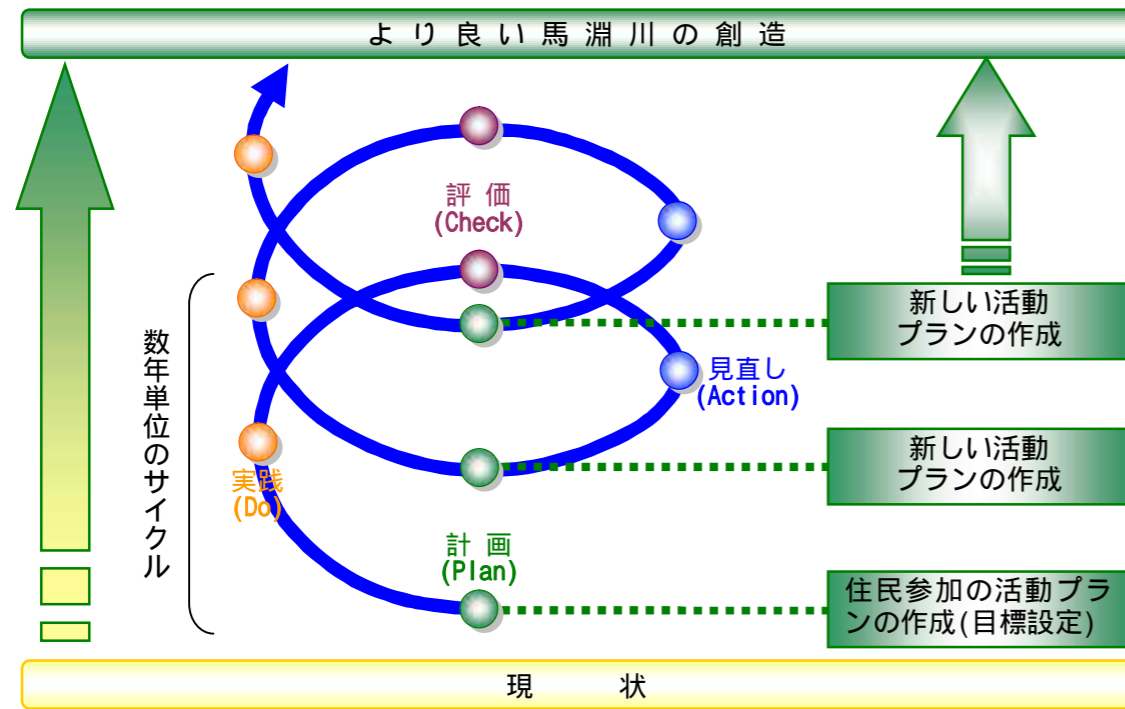 より良い馬淵川の創造
評価
(Check)
新しい活動
プランの作成
数年単位のサイクル
見直し
(Action)
新しい活動
プランの作成
実践
(Do)
計画
(Plan)
住民参加の活動プラ
ンの作成(目標設定)
現状